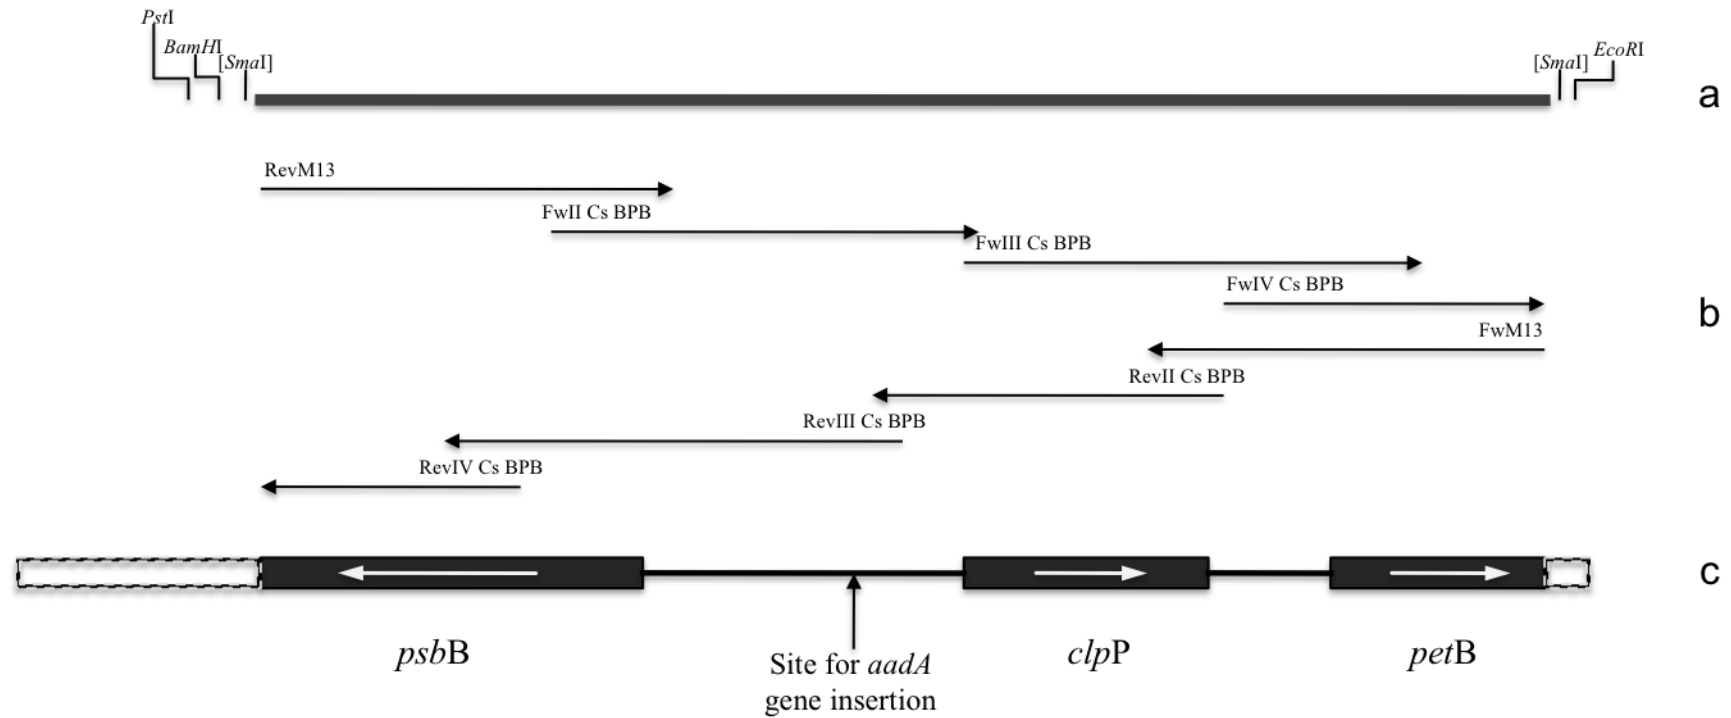 PstI
BamHI
[SmaI]
[SmaI]
EcoRI
a
RevM13
FwII Cs BPB
FwIII Cs BPB
FwIV Cs BPB
b
FwM13
RevII Cs BPB
RevIII Cs BPB
RevIV Cs BPB
c
psbB
clpP
petB
Site for aadA
gene insertion